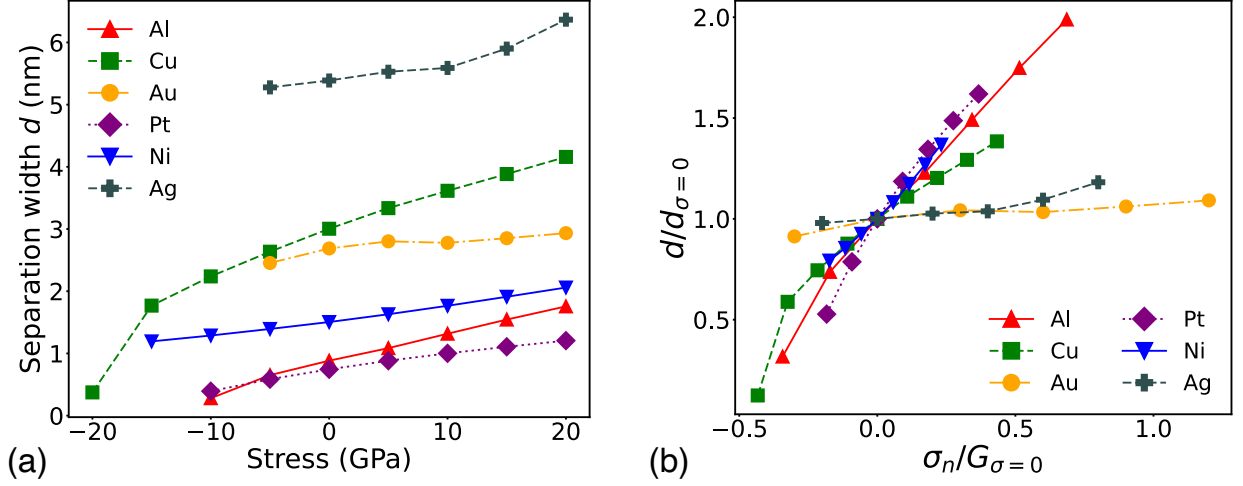 Separation width d (nm)
6
5
4
3
2
1
0
−20
−10
0
10
20
Stress (GPa)
Al
Cu
Au
Pt
Ni
Ag
(a)
d/dσ=0
2.0
1.5
1.0
0.5
−0.5
0.0
0.5
1.0
σn/Gσ=0
Al
Cu
Au
Pt
Ni
Ag
(b)